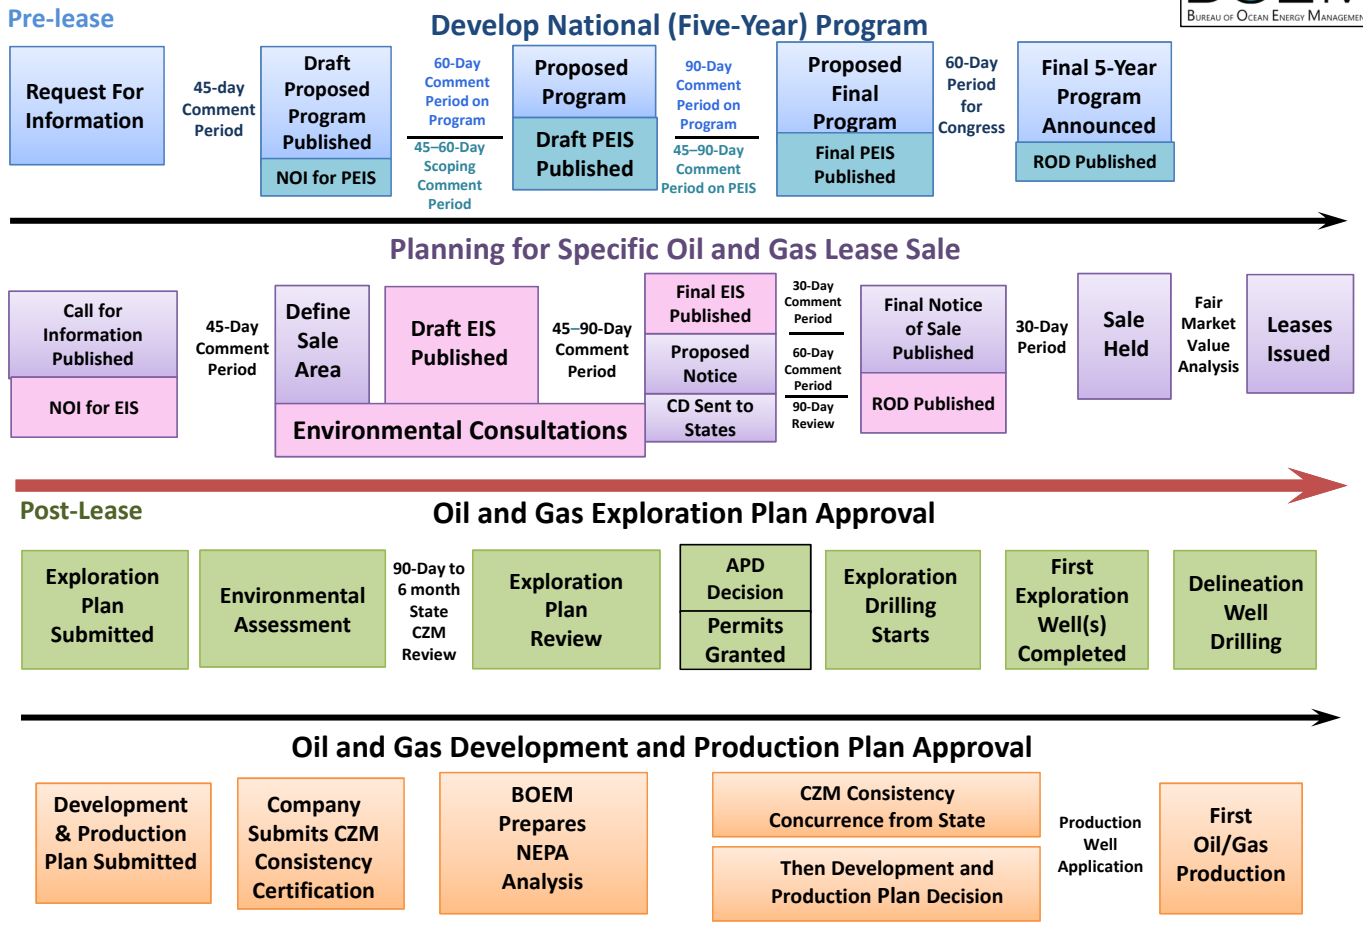 Pre-lease
Develop National (Five-Year) Program
BUREAU OF OCEAN ENERGY MANAGEMENT
Request For
Information
45-day
Comment
Period
Draft
Proposed
Program
Published
NOI for PEIS
60-Day
Comment
Period on
Program
45–60-Day
Scoping
Comment
Period
Proposed
Program
Draft PEIS
Published
90-Day
Comment
Period on
Program
45–90-Day
Comment
Period on PEIS
Proposed
Final
Program
Final PEIS
Published
60-Day
Period
for
Congress
Final 5-Year
Program
Announced
ROD Published
Planning for Specific Oil and Gas Lease Sale
Call for
Information
Published
NOI for EIS
45-Day
Comment
Period
Define
Sale
Area
Draft EIS
Published
Environmental Consultations
45–90-Day
Comment
Period
Final EIS
Published
Proposed
Notice
CD Sent to
States
30-Day
Comment
Period
60-Day
Comment
Period
90-Day
Review
Final Notice
of Sale
Published
ROD Published
30-Day
Period
Sale
Held
Fair
Market
Value
Analysis
Leases
Issued
Post-Lease
Oil and Gas Exploration Plan Approval
Exploration
Plan
Submitted
Environmental
Assessment
90-Day to
6 month
State
CZM
Review
Exploration
Plan
Review
APD
Decision
Permits
Granted
Exploration
Drilling
Starts
First
Exploration
Well(s)
Completed
Delineation
Well
Drilling
Oil and Gas Development and Production Plan Approval
Development
& Production
Plan Submitted
Company
Submits CZM
Consistency
Certification
BOEM
Prepares
NEPA
Analysis
CZM Consistency
Concurrence from State
Then Development and
Production Plan Decision
Production
Well
Application
First
Oil/Gas
Production